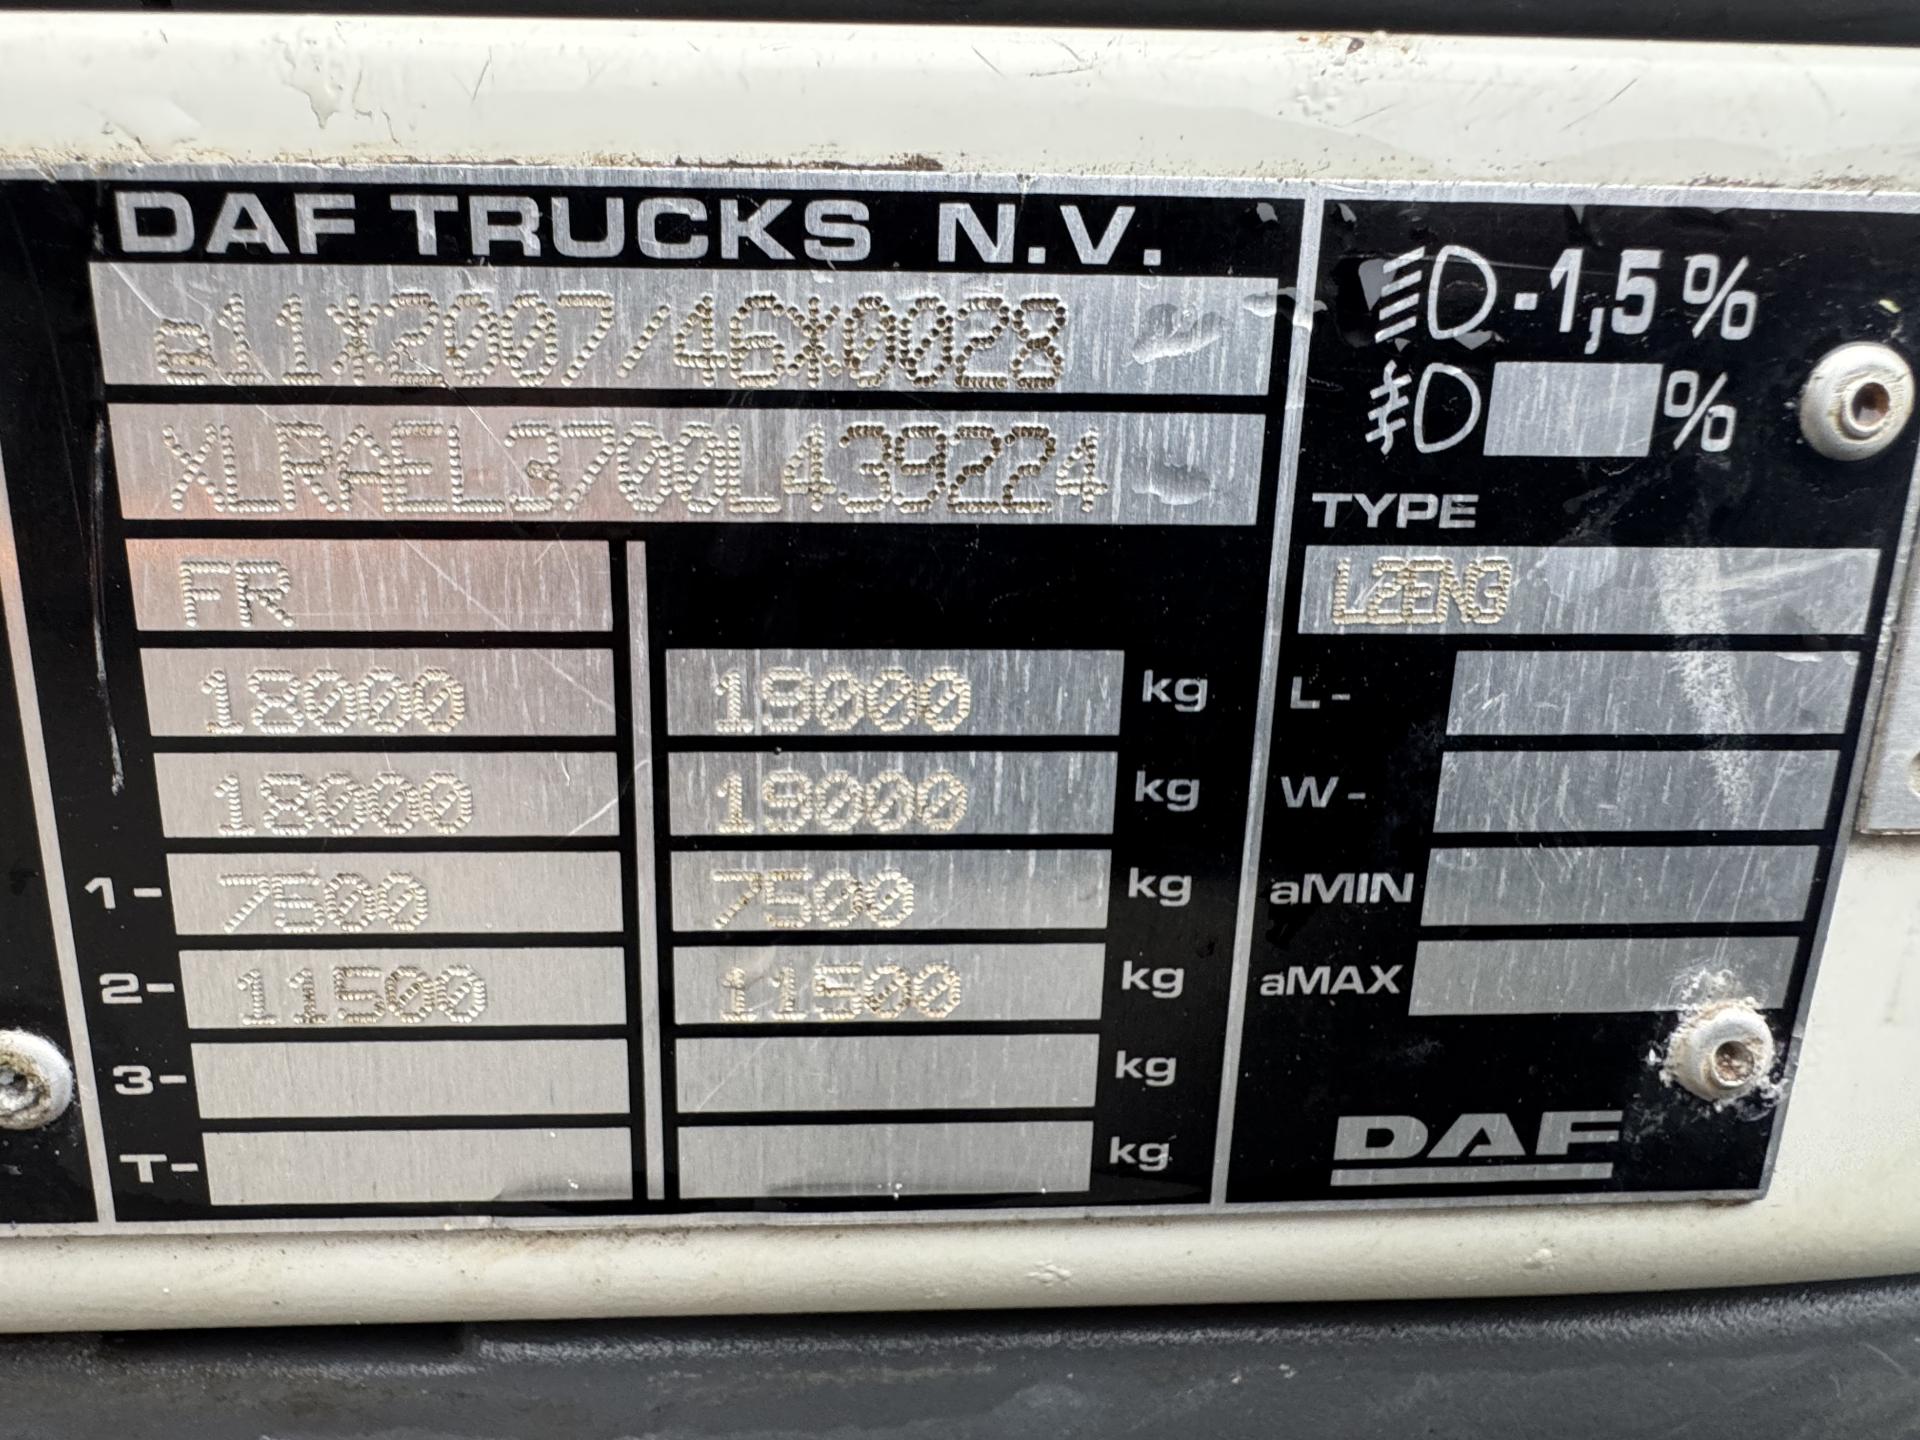 DAF TRUCKS N.V.
e11*2007/46*0028
XLRAEL3700L439224
FR
18000 19000 kg
18000 19000 kg
1- 7500 7500 kg
2- 11500 11500 kg
3- kg
T- kg
-1,5 %
%
TYPE
L2EN3
L-
W-
aMIN
aMAX
DAF